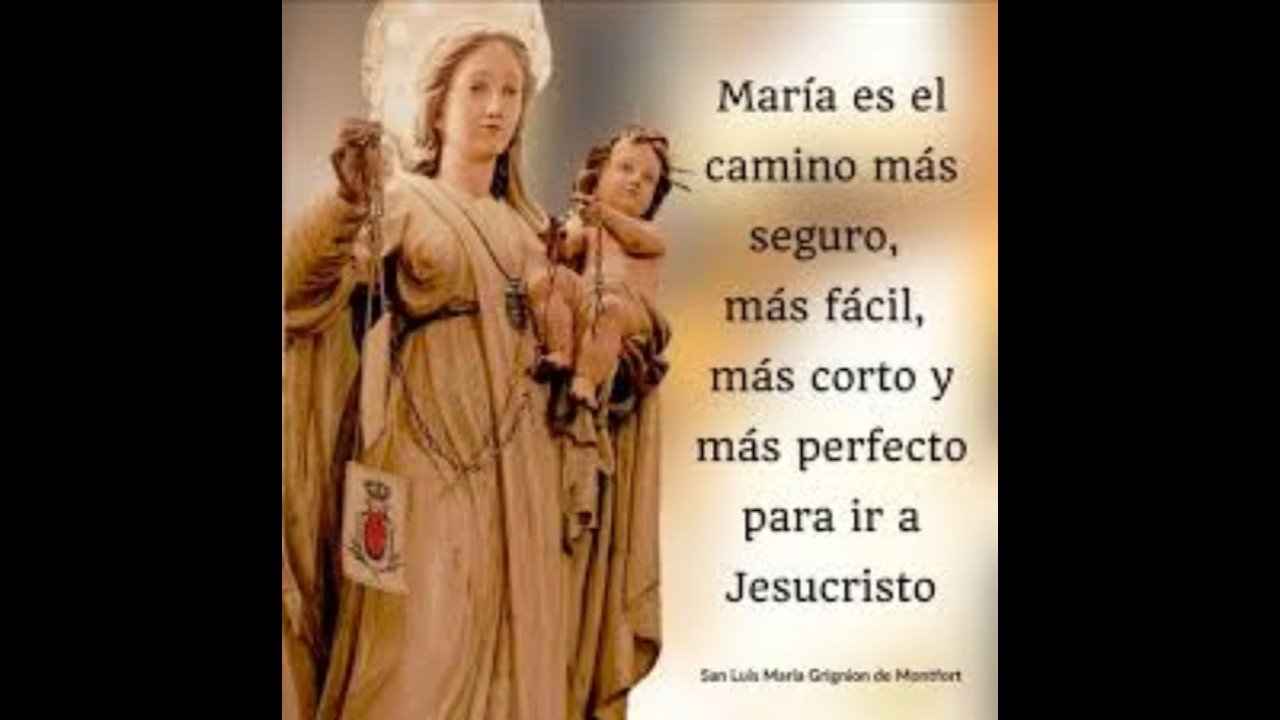 María es el
camino más
seguro,
más fácil,
más corto y
más perfecto
para ir a
Jesucristo
San Luis María Grignion de Montfort